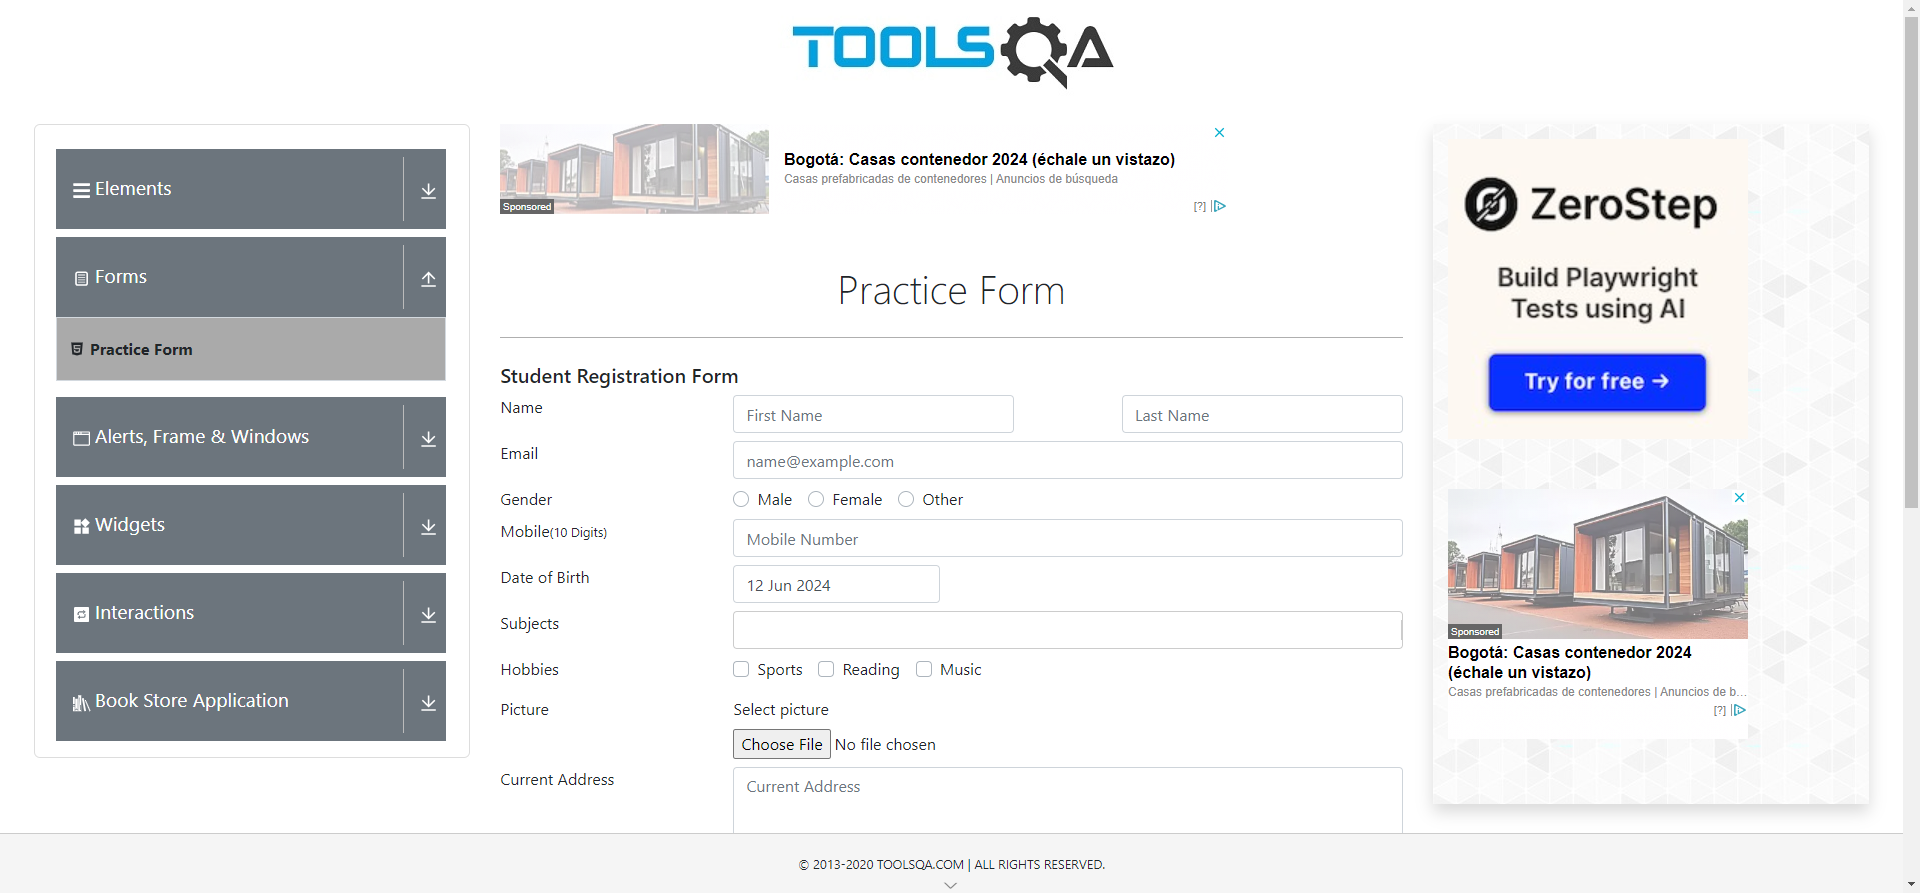 TOOLSQA
Elements
Forms
Practice Form
Alerts, Frame & Windows
Widgets
Interactions
Book Store Application
Sponsored
Bogotá: Casas contenedor 2024 (échale un vistazo)
Casas prefabricadas de contenedores | Anuncios de búsqueda
[?]
Practice Form
Student Registration Form
Name
First Name
Last Name
Email
name@example.com
Gender
Male
Female
Other
Mobile(10 Digits)
Mobile Number
Date of Birth
12 Jun 2024
Subjects
Hobbies
Sports
Reading
Music
Picture
Select picture
Choose File No file chosen
Current Address
Current Address
ZeroStep
Build Playwright
Tests using AI
Try for free →
Sponsored
Bogotá: Casas contenedor 2024
(échale un vistazo)
Casas prefabricadas de contenedores | Anuncios de b...
[?]
© 2013-2020 TOOLSQA.COM | ALL RIGHTS RESERVED.